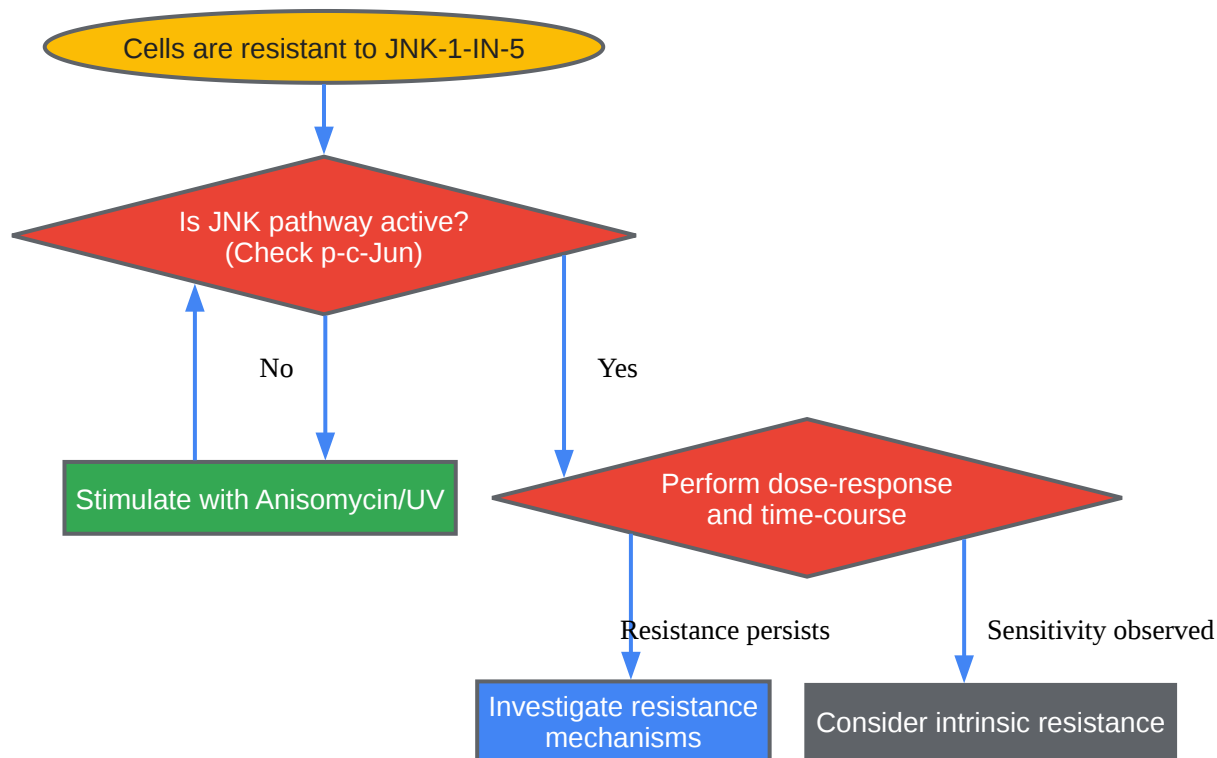 Cells are resistant to JNK-1-IN-5
Is JNK pathway active?
(Check p-c-Jun)
No
Yes
Stimulate with Anisomycin/UV
Perform dose-response
and time-course
Resistance persists
Sensitivity observed
Investigate resistance
mechanisms
Consider intrinsic resistance